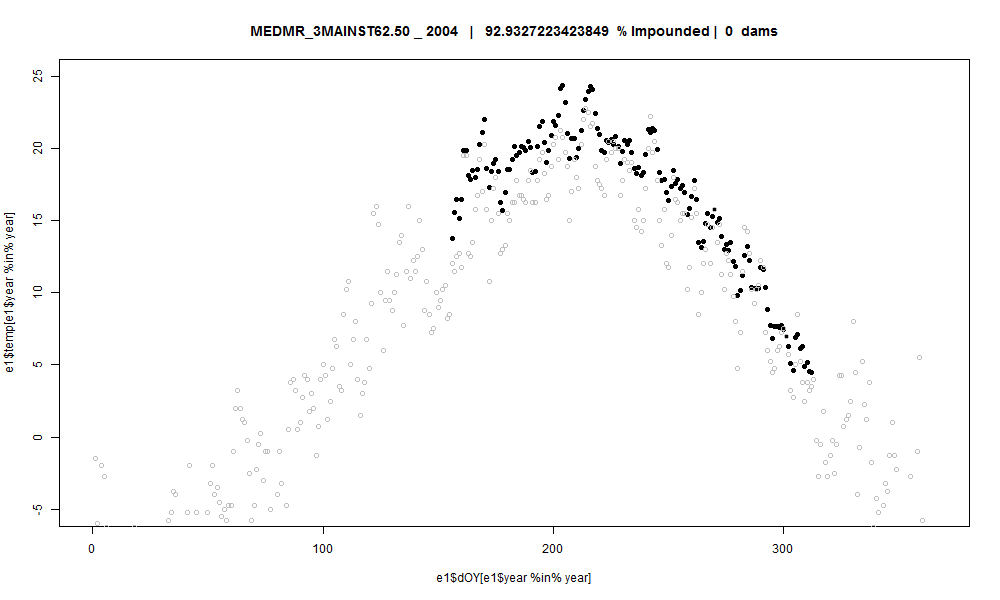 MEDMR_3MAINST62.50 _ 2004 | 92.9327223423849 % Impounded | 0 dams
25
20
15
10
5
0
-5
e1$temp[e1$year %in% year]
0 100 200 300
e1$dOY[e1$year %in% year]